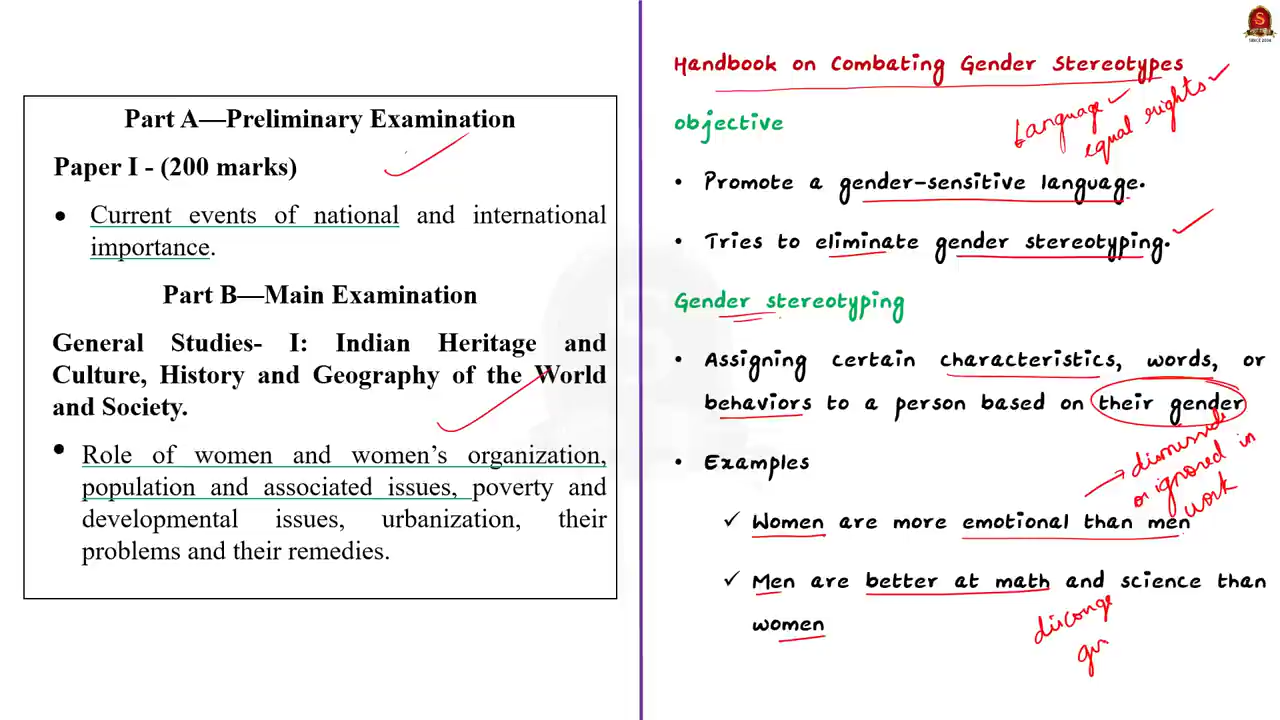 Part A—Preliminary Examination
Paper I - (200 marks)
• Current events of national and international
importance.
Part B—Main Examination
General Studies- I: Indian Heritage and
Culture, History and Geography of the World
and Society.
• Role of women and women's organization,
population and associated issues, poverty and
developmental issues, urbanization, their
problems and their remedies.
S
SINCE 2004
Handbook on Combating Gender Stereotypes
Language
equal rights
objective
• Promote a gender-sensitive language.
• Tries to eliminate gender stereotyping.
Gender stereotyping
• Assigning certain characteristics, words, or
behaviors to a person based on their gender
• Examples
or ignored in
work
✓ Women are more emotional than men
✓ Men are better at math and science than
women